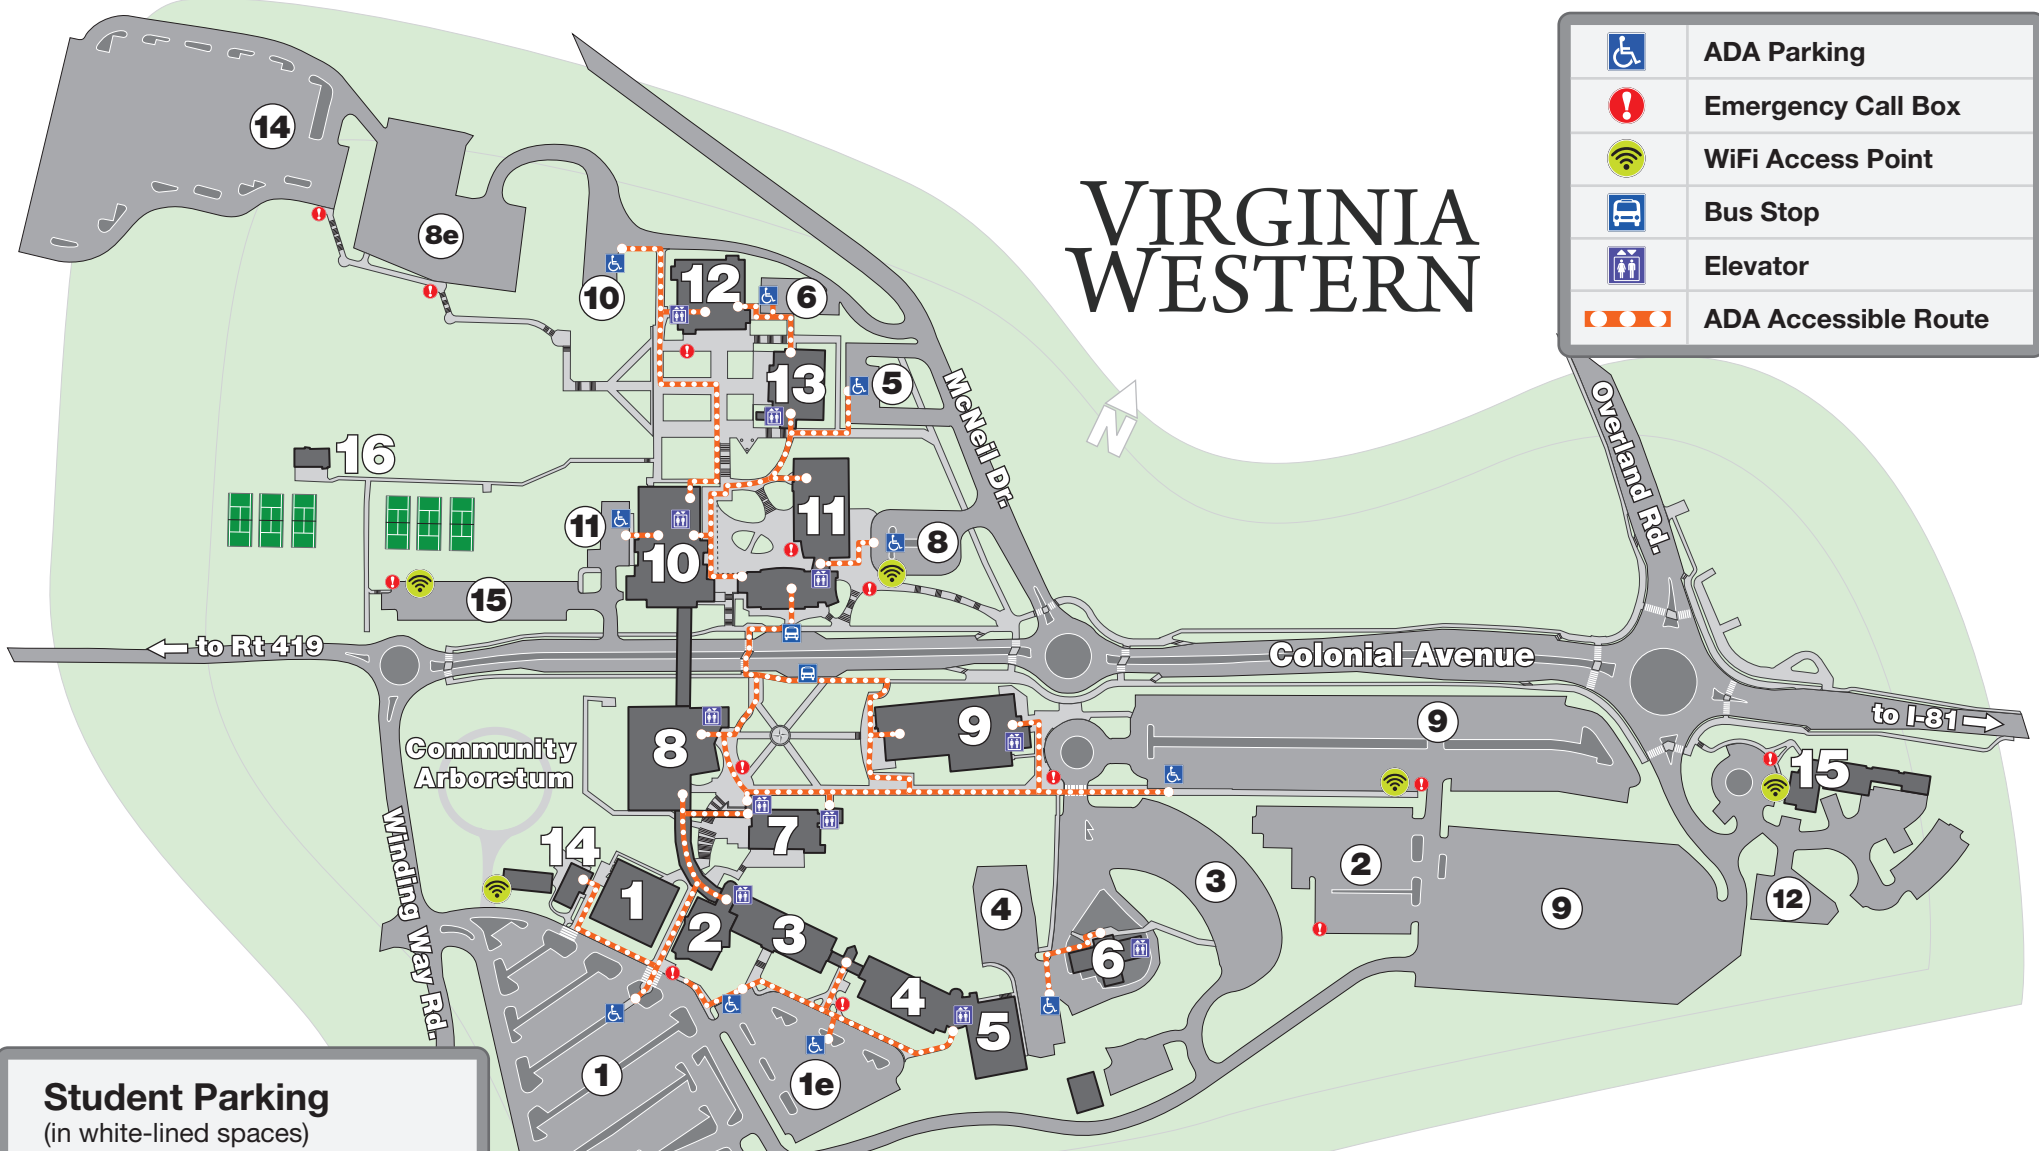 VIRGINIA
WESTERN
ADA Parking
Emergency Call Box
WiFi Access Point
Bus Stop
Elevator
ADA Accessible Route
14
8e
10
12
6
13
5
McNeil Dr.
Overland Rd.
N
16
11
11
10
8
15
to Rt 419
Colonial Avenue
to I-81
Community
Arboretum
8
9
9
15
7
Winding Way Rd.
14
1
2
3
4
5
6
4
3
2
9
12
1
1e
Student Parking
(in white-lined spaces)